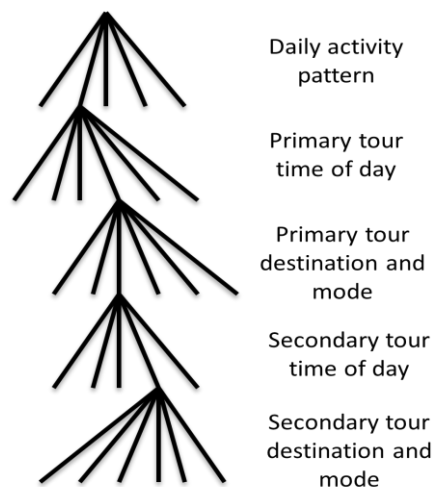 Daily activity
pattern
Primary tour
time of day
Primary tour
destination and
mode
Secondary tour
time of day
Secondary tour
destination and
mode